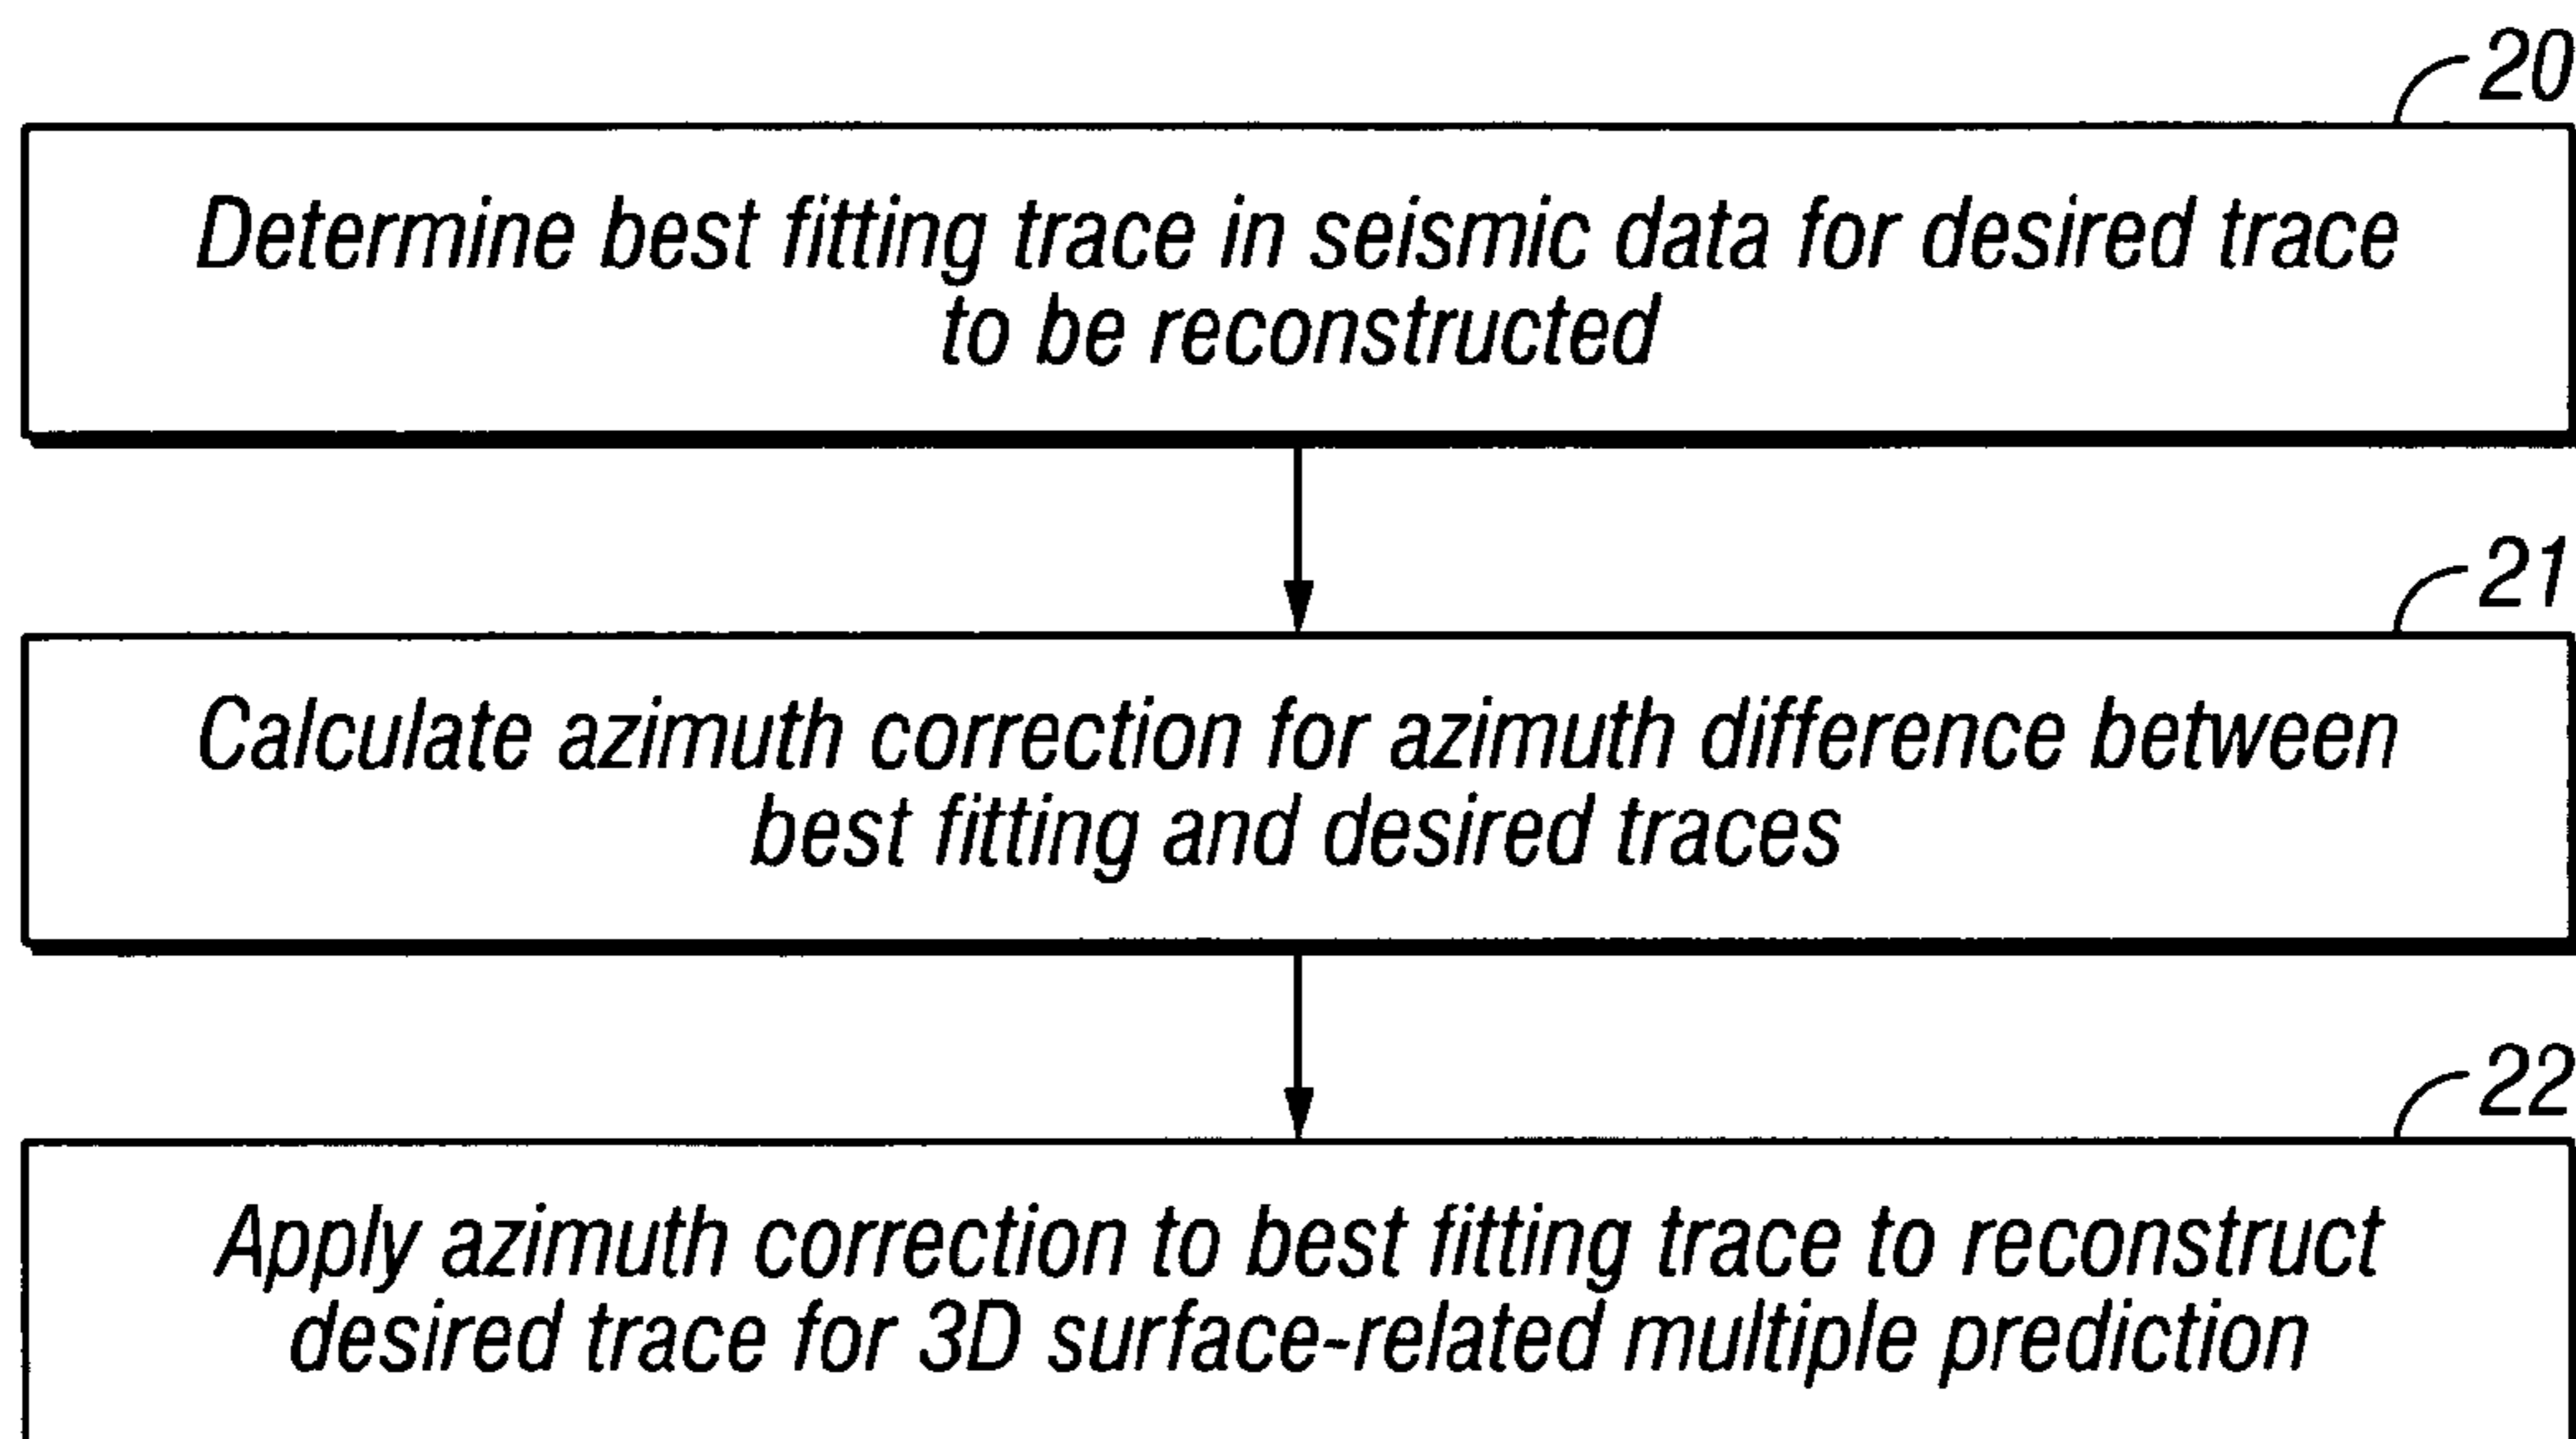 20
Determine best fitting trace in seismic data for desired trace
to be reconstructed
21
Calculate azimuth correction for azimuth difference between
best fitting and desired traces
22
Apply azimuth correction to best fitting trace to reconstruct
desired trace for 3D surface-related multiple prediction